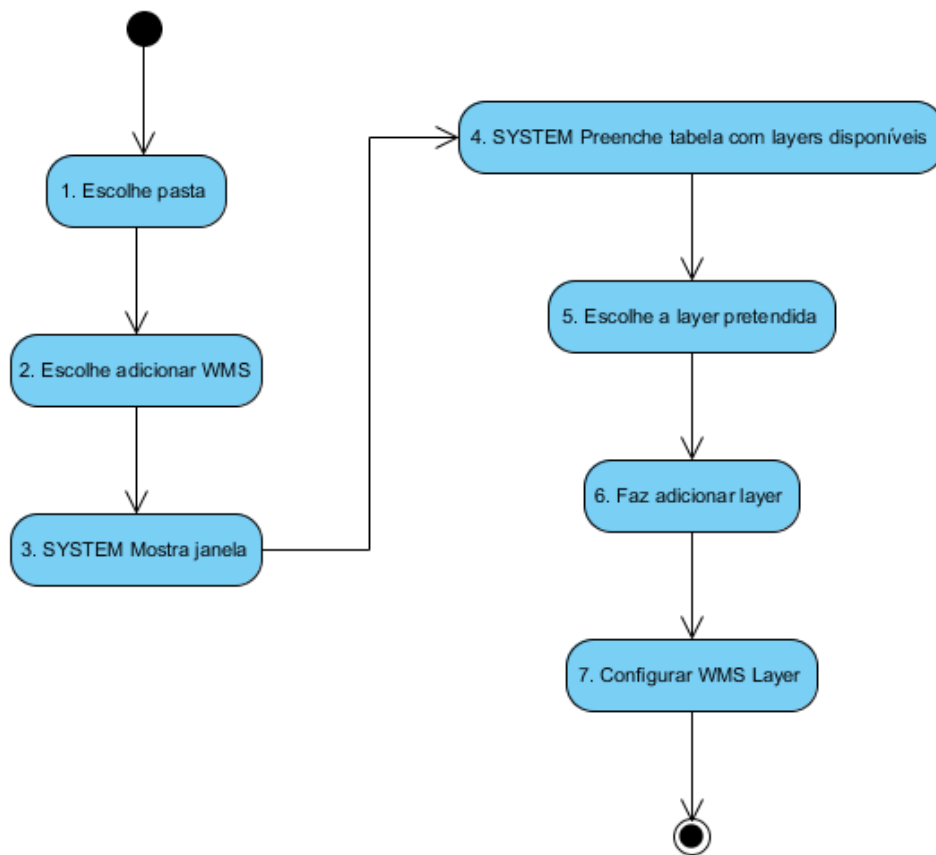 1. Escolhe pasta
2. Escolhe adicionar WMS
3. SYSTEM Mostra janela
4. SYSTEM Preenche tabela com layers disponíveis
5. Escolhe a layer pretendida
6. Faz adicionar layer
7. Configurar WMS Layer